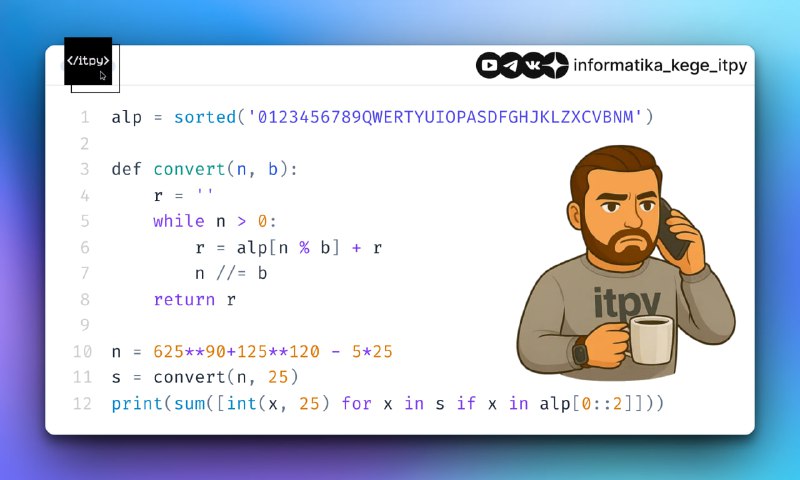 </itpy>
informatika_kege_itpy
1 alp = sorted('0123456789QWERTYUIOPASDFGHJKLZXCVBNM')
2
3 def convert(n, b):
4     r = ''
5     while n > 0:
6         r = alp[n % b] + r
7         n //= b
8     return r
9
10 n = 625**90+125**120 - 5*25
11 s = convert(n, 25)
12 print(sum([int(x, 25) for x in s if x in alp[0::2]]))
itpy